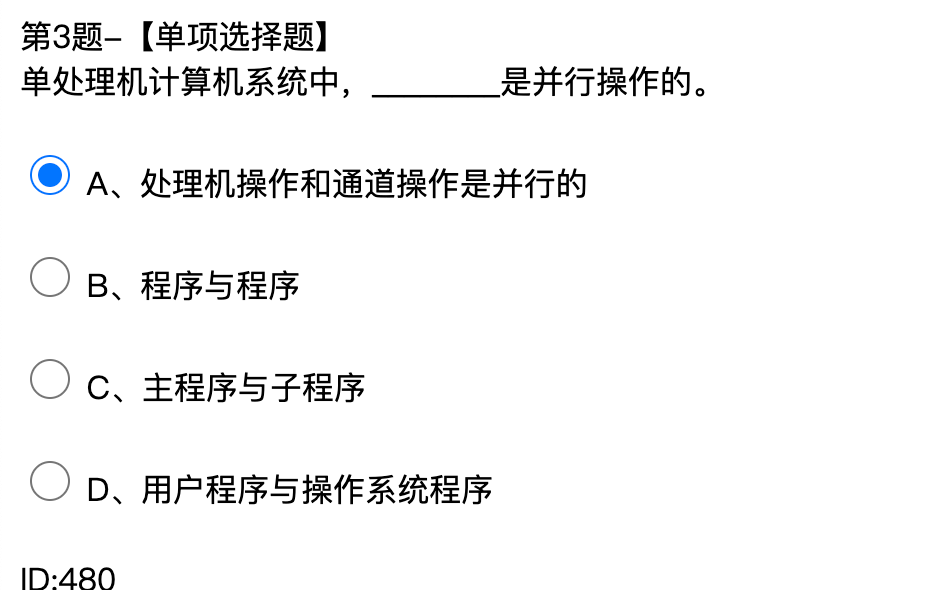 第3题–【单项选择题】
单处理机计算机系统中，________是并行操作的。
A、处理机操作和通道操作是并行的
B、程序与程序
C、主程序与子程序
D、用户程序与操作系统程序
ID:480